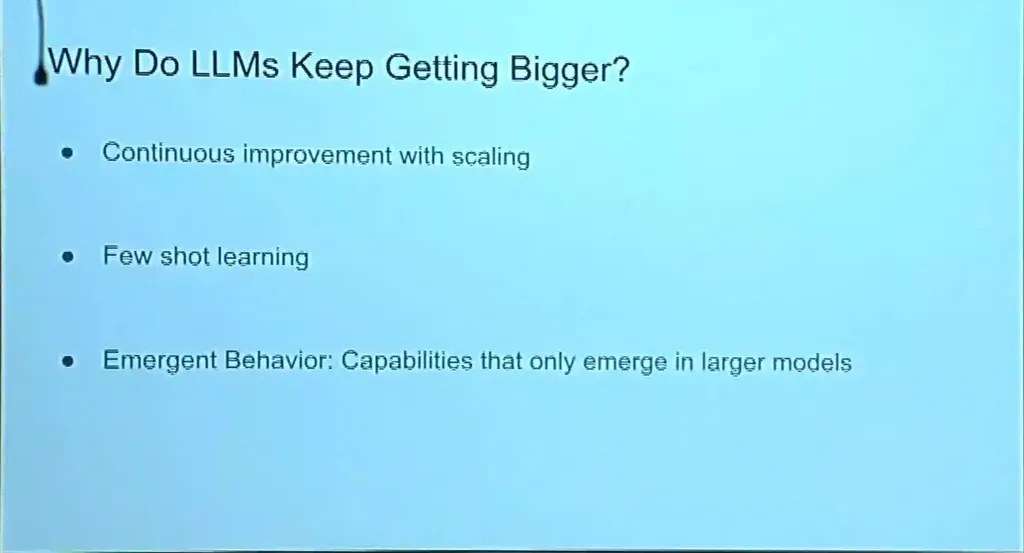 Why Do LLMs Keep Getting Bigger?
• Continuous improvement with scaling
• Few shot learning
• Emergent Behavior: Capabilities that only emerge in larger models